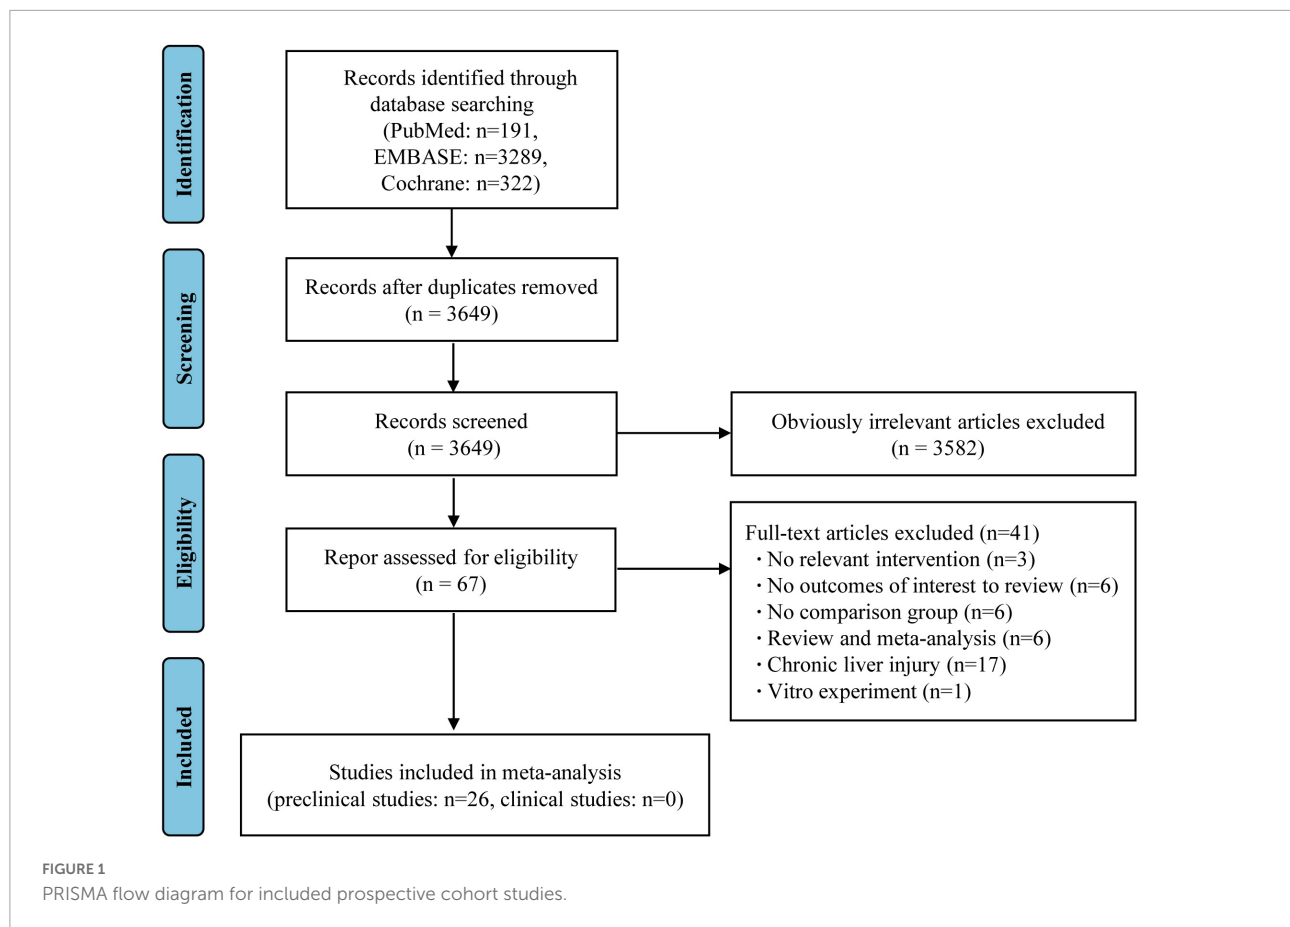 Identification
Records identified through
database searching
(PubMed: n=191,
EMBASE: n=3289,
Cochrane: n=322)
Screening
Records after duplicates removed
(n = 3649)
Records screened
(n = 3649)
Obviously irrelevant articles excluded
(n = 3582)
Eligibility
Repor assessed for eligibility
(n = 67)
Full-text articles excluded (n=41)
· No relevant intervention (n=3)
· No outcomes of interest to review (n=6)
· No comparison group (n=6)
· Review and meta-analysis (n=6)
· Chronic liver injury (n=17)
· Vitro experiment (n=1)
Included
Studies included in meta-analysis
(preclinical studies: n=26, clinical studies: n=0)
FIGURE 1
PRISMA flow diagram for included prospective cohort studies.